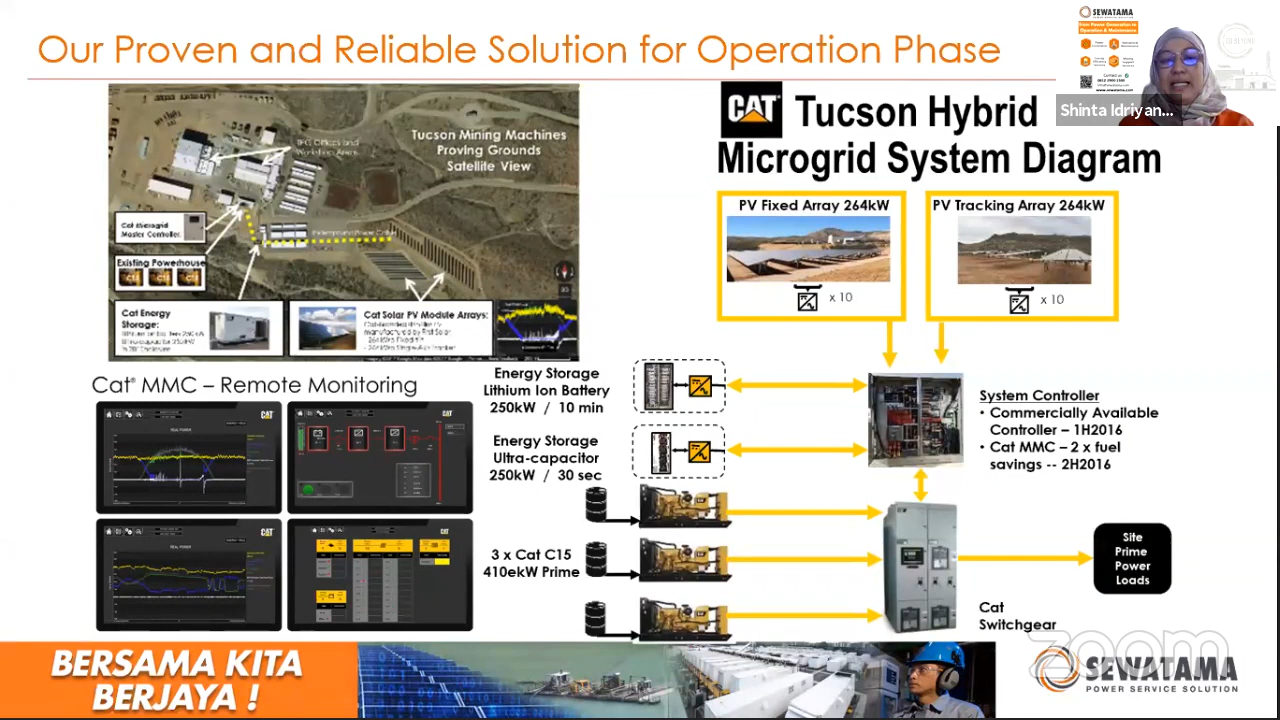 Our Proven and Reliable Solution for Operation Phase
SEWATAMA
Shinta Idriyan...
Tucson Mining Machines
Proving Grounds
Satellite View
Cat Microgrid
Master Controller
Existing Powerhouse
Cat Energy
Storage:
Cat Solar PV Module Arrays:
CAT Tucson Hybrid
Microgrid System Diagram
PV Fixed Array 264kW
x 10
PV Tracking Array 264kW
x 10
Cat® MMC – Remote Monitoring
CAT
CAT
CAT
CAT
Energy Storage
Lithium Ion Battery
250kW / 10 min
Energy Storage
Ultra-capacitor
250kW / 30 sec
3 x Cat C15
410ekW Prime
System Controller
• Commercially Available
Controller – 1H2016
• Cat MMC – 2 x fuel
savings -- 2H2016
Site
Prime
Power
Loads
Cat
Switchgear
BERSAMA KITA
BERJAYA !
zoom
SEWATAMA
POWER SERVICE SOLUTION